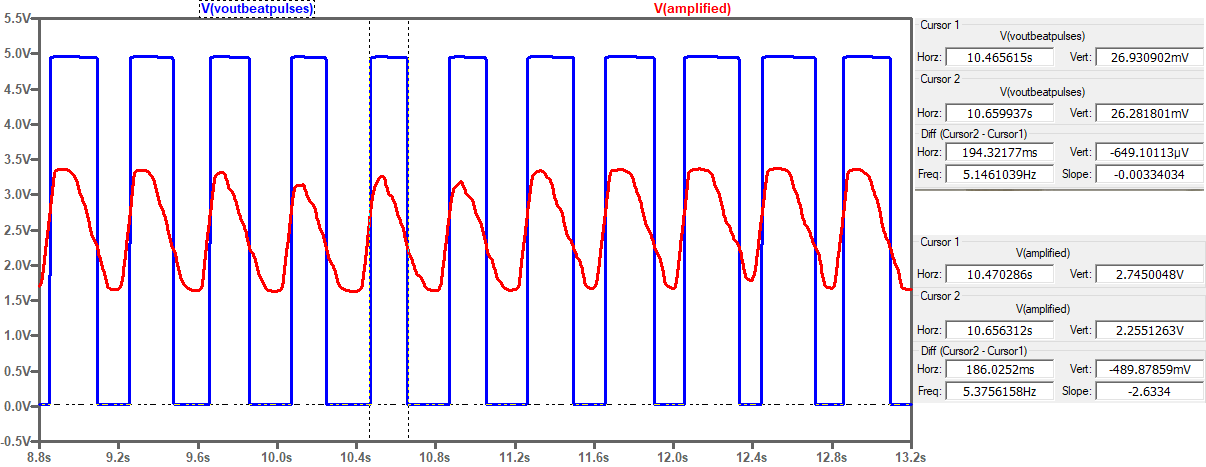 V(voutbeatpulses) V(amplified)
5.5V
5.0V
4.5V
4.0V
3.5V
3.0V
2.5V
2.0V
1.5V
1.0V
0.5V
0.0V
-0.5V
8.8s 9.2s 9.6s 10.0s 10.4s 10.8s 11.2s 11.6s 12.0s 12.4s 12.8s 13.2s
Cursor 1
V(voutbeatpulses)
Horz: 10.465615s Vert: 26.930902mV
Cursor 2
V(voutbeatpulses)
Horz: 10.659937s Vert: 26.281801mV
Diff (Cursor2 - Cursor1)
Horz: 194.32177ms Vert: -649.10113µV
Freq: 5.1461039Hz Slope: -0.00334034
Cursor 1
V(amplified)
Horz: 10.470286s Vert: 2.7450048V
Cursor 2
V(amplified)
Horz: 10.656312s Vert: 2.2551263V
Diff (Cursor2 - Cursor1)
Horz: 186.0252ms Vert: -489.87859mV
Freq: 5.3756158Hz Slope: -2.6334